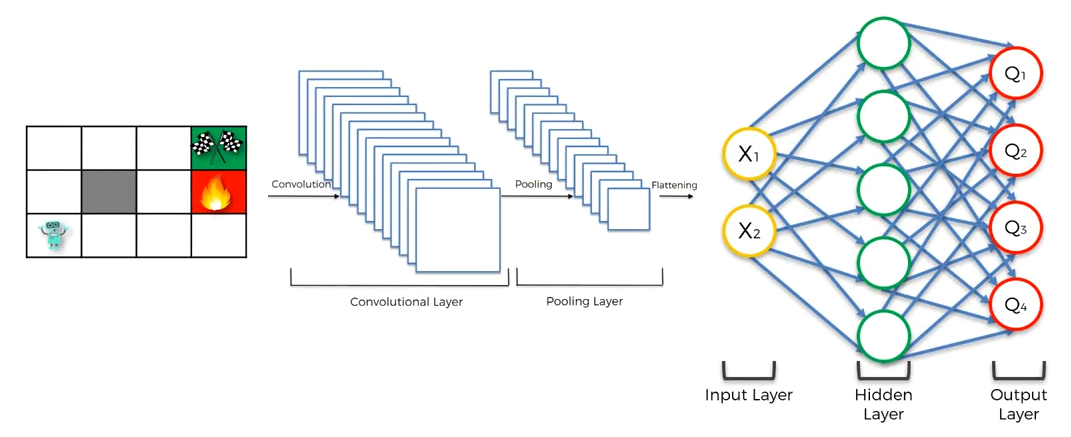 Convolution
Convolutional Layer
Pooling
Pooling Layer
Flattening
X1
X2
Input Layer
Hidden
Layer
Q1
Q2
Q3
Q4
Output
Layer